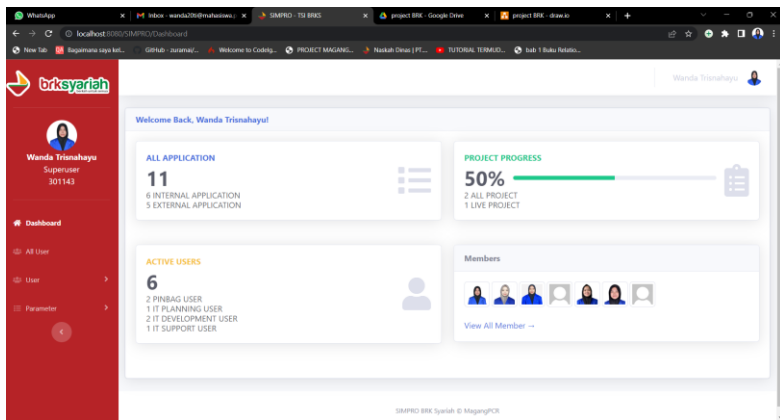 WhatsApp
SIMPRO - TSI BRKS
project BRK - Google Drive
project BRK - draw.io
localhost:8080/SIMPRO/Dashboard
New Tab
Bagaimana saya kel...
GitHub - zuramai/...
Welcome to CodeIg...
PROJECT MAGANG...
Naskah Dinas | PT....
TUTORIAL TERMUD...
bab 1 Buku Relatio...
brksyariah
Wanda Trisnahayu
Wanda Trisnahayu
Superuser
301143
Dashboard
All User
User
Parameter
Welcome Back, Wanda Trisnahayu!
ALL APPLICATION
11
6 INTERNAL APPLICATION
5 EXTERNAL APPLICATION
PROJECT PROGRESS
50%
2 ALL PROJECT
1 LIVE PROJECT
ACTIVE USERS
6
2 PINBAG USER
1 IT PLANNING USER
2 IT DEVELOPMENT USER
1 IT SUPPORT USER
Members
View All Member →
SIMPRO BRK Syariah © MagangPCR